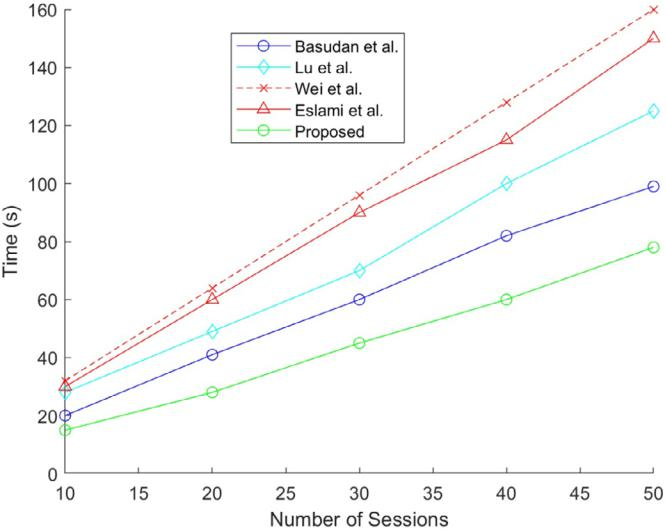 160
140
120
100
80
60
40
20
0
Time (s)
Basudan et al.
Lu et al.
Wei et al.
Eslami et al.
Proposed
10 15 20 25 30 35 40 45 50
Number of Sessions